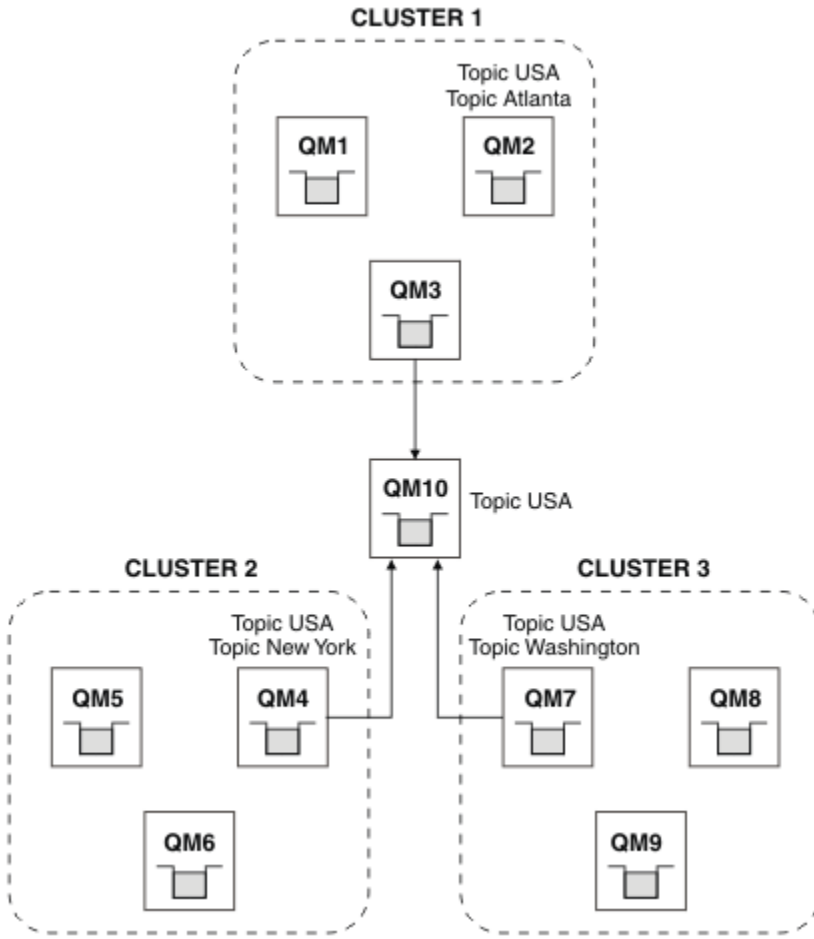 CLUSTER 1
Topic USA
Topic Atlanta
QM1
QM2
QM3
QM10
Topic USA
CLUSTER 2
CLUSTER 3
Topic USA
Topic New York
Topic USA
Topic Washington
QM5
QM4
QM7
QM8
QM6
QM9